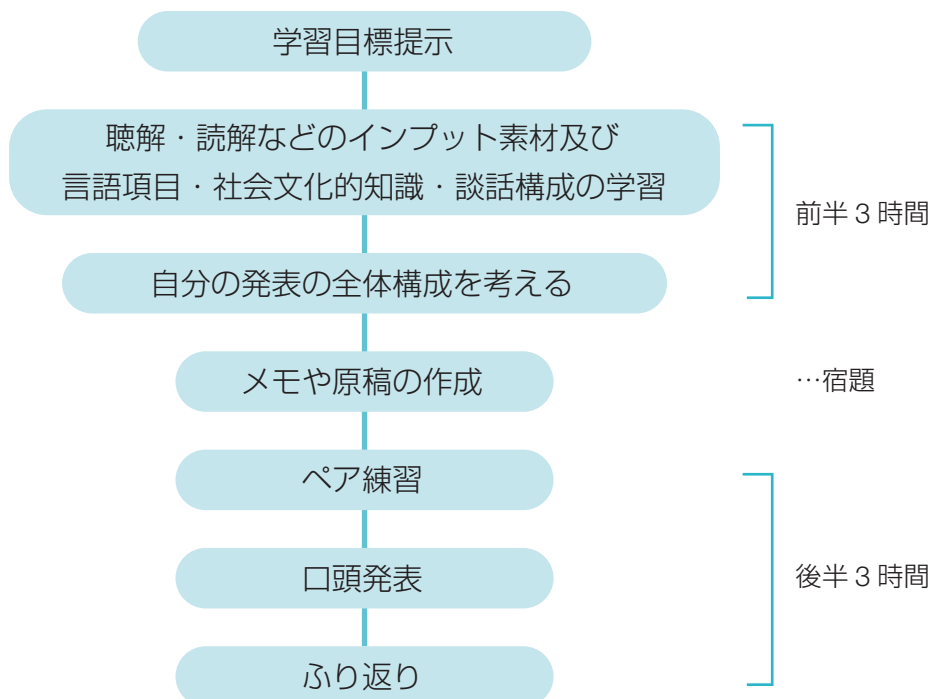 学習目標提示
聴解・読解などのインプット素材及び
言語項目・社会文化的知識・談話構成の学習
前半3時間
自分の発表の全体構成を考える
メモや原稿の作成
…宿題
ペア練習
口頭発表
後半3時間
ふり返り